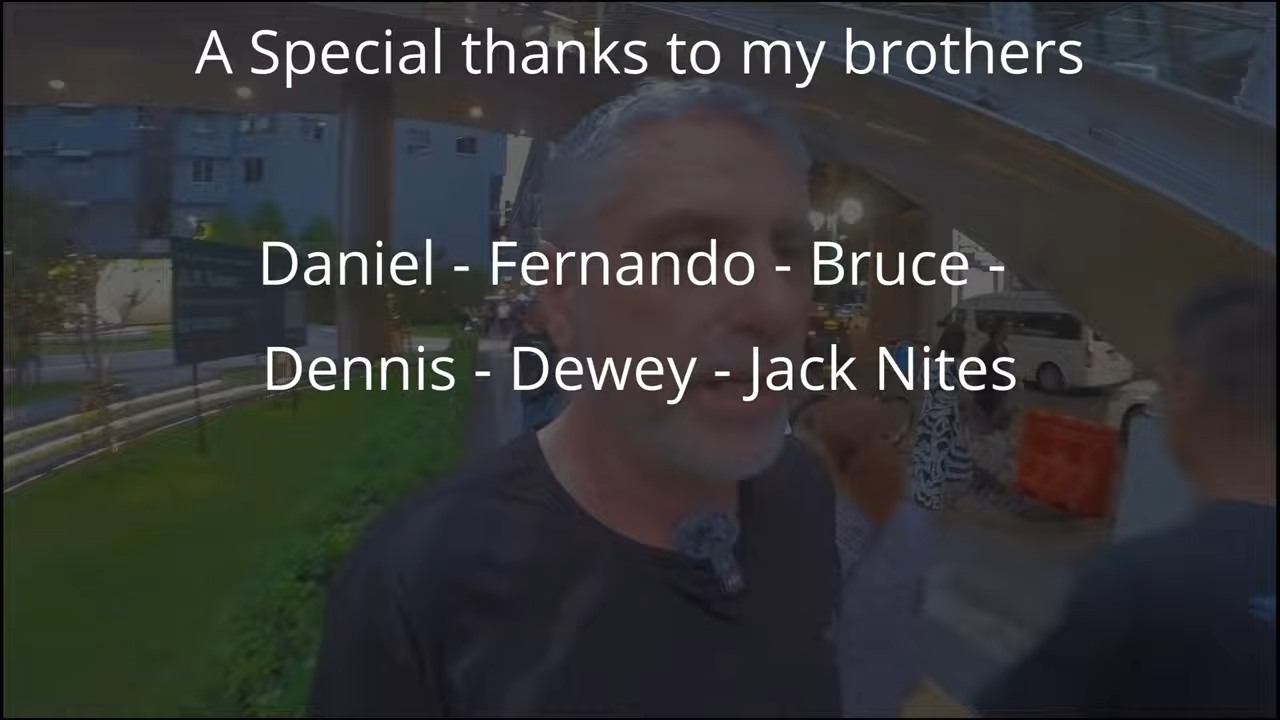 A Special thanks to my brothers
Daniel - Fernando - Bruce -
Dennis - Dewey - Jack Nites